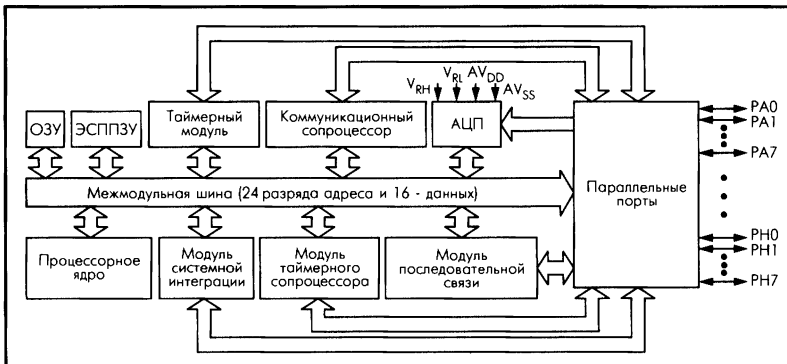 V_RH V_RL AV_DD AV_SS
ОЗУ
ЭСППЗУ
Таймерный
модуль
Коммуникационный
сопроцессор
АЦП
Межмодульная шина (24 разряда адреса и 16 - данных)
Процессорное
ядро
Модуль
системной
интеграции
Модуль
таймерного
сопроцессора
Модуль
последовательной
связи
Параллельные
порты
PA0
PA1
PA7
PH0
PH1
PH7